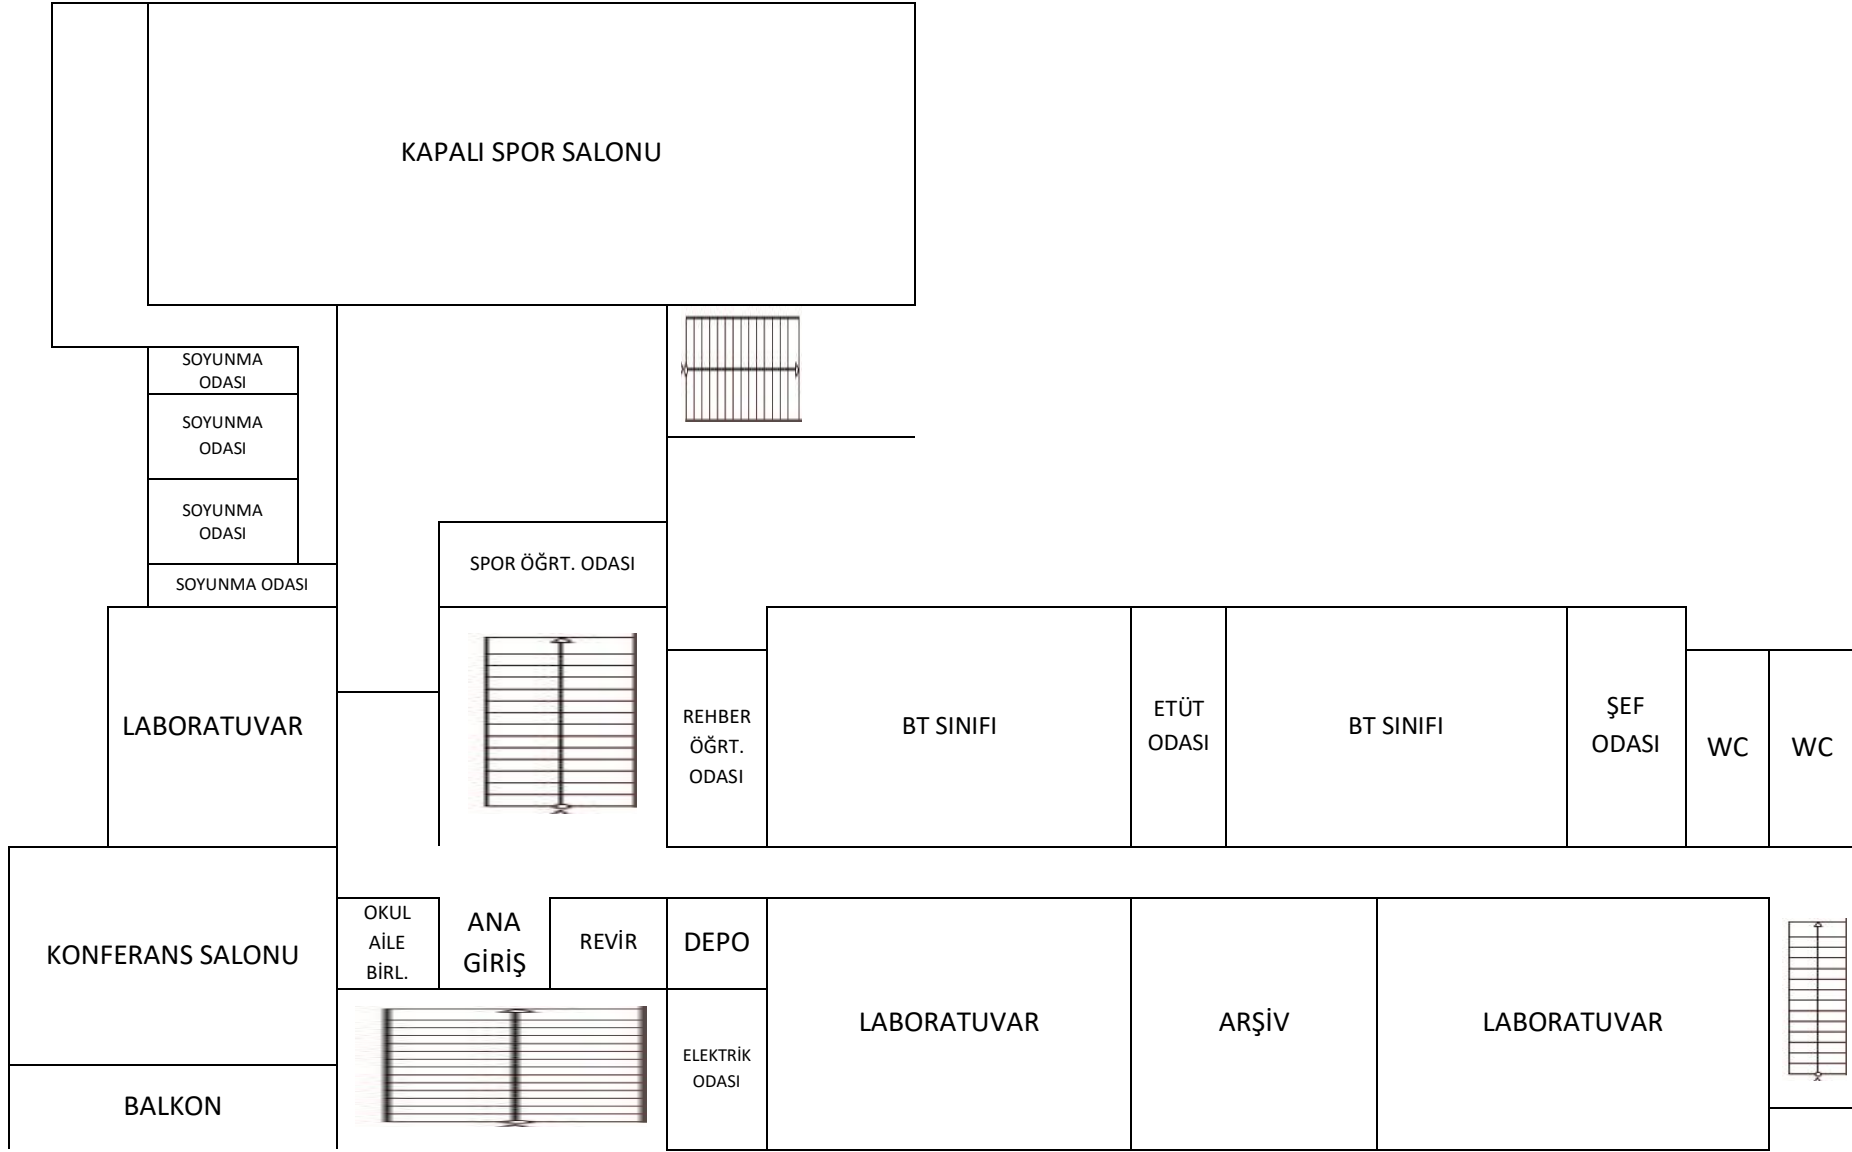 KAPALI SPOR SALONU
SOYUNMA
ODASI
SOYUNMA
ODASI
SOYUNMA
ODASI
SOYUNMA ODASI
SPOR ÖĞRT. ODASI
LABORATUVAR
REHBER
ÖĞRT.
ODASI
BT SINIFI
ETÜT
ODASI
BT SINIFI
ŞEF
ODASI
WC
WC
KONFERANS SALONU
OKUL
AİLE
BİRL.
ANA
GİRİŞ
REVİR
DEPO
LABORATUVAR
ARŞİV
LABORATUVAR
ELEKTRİK
ODASI
BALKON